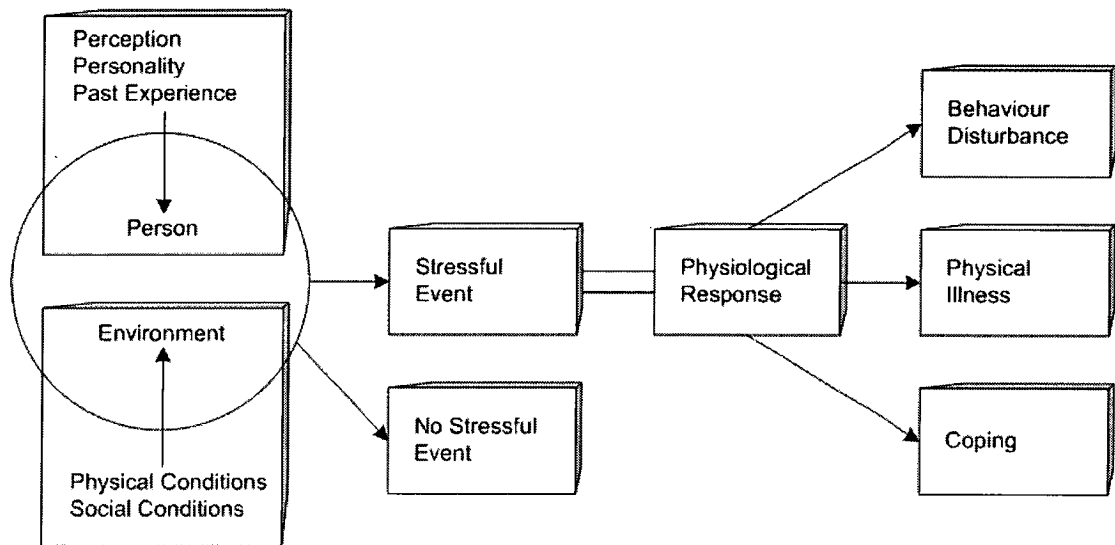 Perception
Personality
Past Experience
Person
Environment
Physical Conditions
Social Conditions
Stressful
Event
No Stressful
Event
Physiological
Response
Behaviour
Disturbance
Physical
Illness
Coping